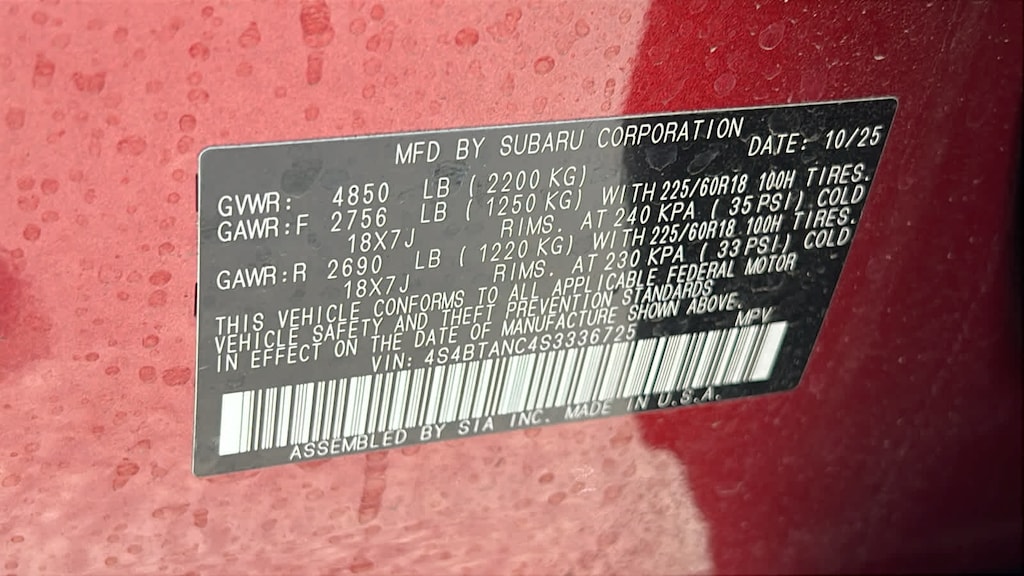 MFD BY SUBARU CORPORATION DATE: 10/25
GVWR: 4850 LB ( 2200 KG)
GAWR:F 2756 LB ( 1250 KG) WITH 225/60R18 100H TIRES.
18X7J RIMS. AT 240 KPA ( 35 PSI) COLD
GAWR:R 2690 LB ( 1220 KG) WITH 225/60R18 100H TIRES.
18X7J RIMS. AT 230 KPA ( 33 PSI) COLD
THIS VEHICLE CONFORMS TO ALL APPLICABLE FEDERAL MOTOR
VEHICLE SAFETY AND THEFT PREVENTION STANDARDS
IN EFFECT ON THE DATE OF MANUFACTURE SHOWN ABOVE.
VIN: 4S4BTANC4S3336725 MPV
ASSEMBLED BY SIA INC. MADE IN U.S.A.